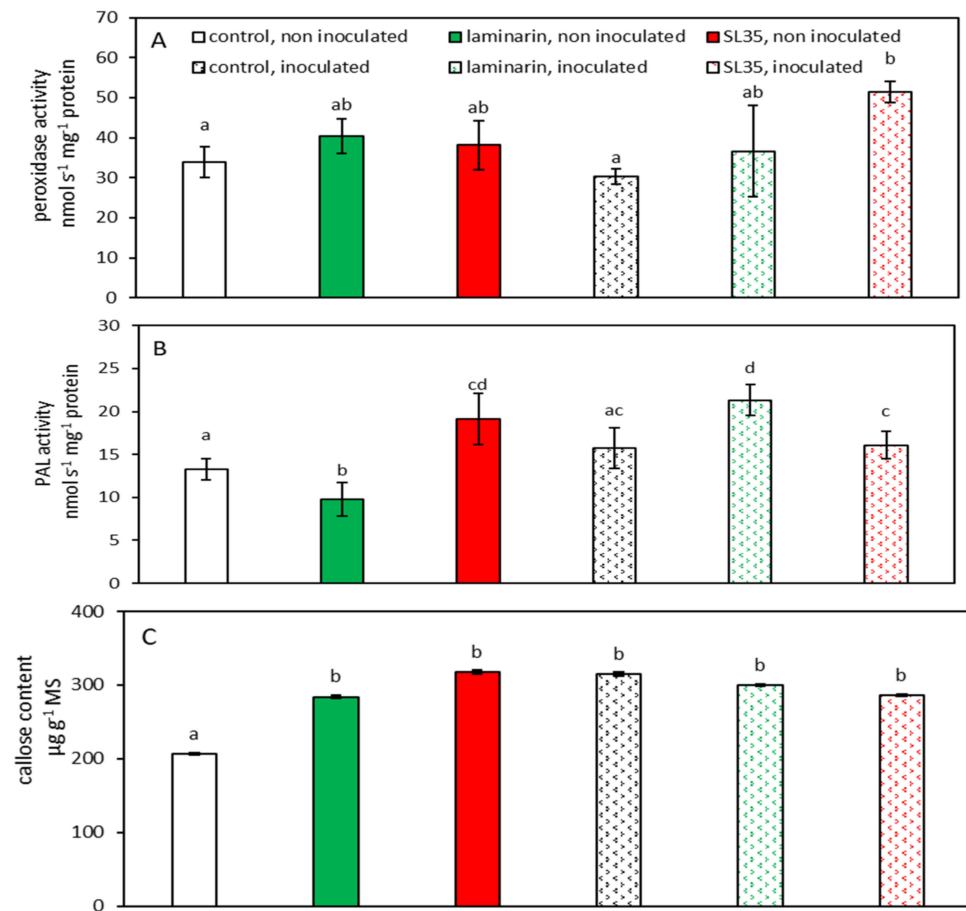 A
control, non inoculated
laminarin, non inoculated
SL35, non inoculated
control, inoculated
laminarin, inoculated
SL35, inoculated
peroxidase activity
nmol s⁻¹ mg⁻¹ protein
70
60
50
40
30
20
10
0
a
ab
ab
a
ab
b
B
PAL activity
nmol s⁻¹ mg⁻¹ protein
30
25
20
15
10
5
0
a
b
cd
ac
d
c
C
callose content
µg g⁻¹ MS
400
300
200
100
0
a
b
b
b
b
b